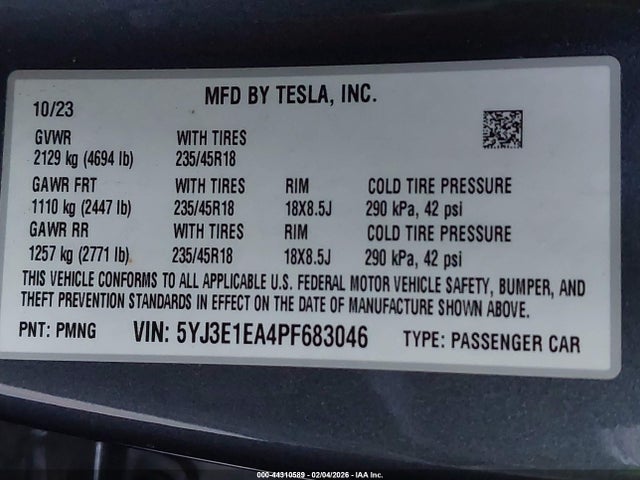 MFD BY TESLA, INC.
10/23
GVWR WITH TIRES
2129 kg (4694 lb) 235/45R18
GAWR FRT WITH TIRES RIM COLD TIRE PRESSURE
1110 kg (2447 lb) 235/45R18 18X8.5J 290 kPa, 42 psi
GAWR RR WITH TIRES RIM COLD TIRE PRESSURE
1257 kg (2771 lb) 235/45R18 18X8.5J 290 kPa, 42 psi
THIS VEHICLE CONFORMS TO ALL APPLICABLE U.S. FEDERAL MOTOR VEHICLE SAFETY, BUMPER, AND
THEFT PREVENTION STANDARDS IN EFFECT ON THE DATE OF MANUFACTURE SHOWN ABOVE.
PNT: PMNG VIN: 5YJ3E1EA4PF683046 TYPE: PASSENGER CAR
000-44310589 - 02/04/2026 - IAA Inc.